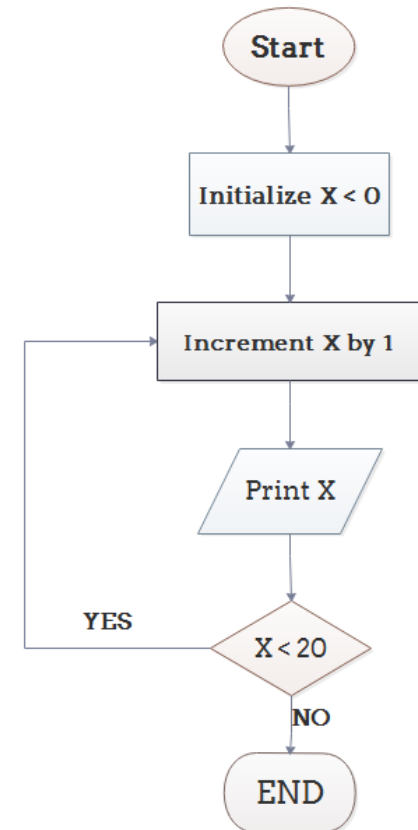 Start
Initialize X < 0
Increment X by 1
Print X
X < 20
YES
NO
END